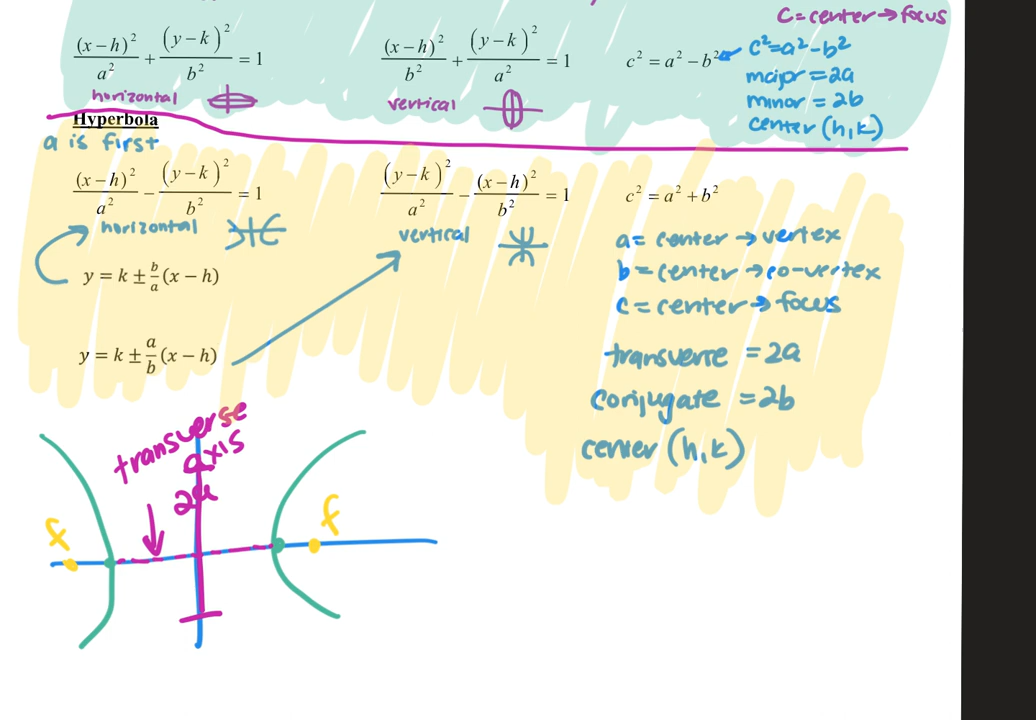 C = center → focus
(x−h)²/a² + (y−k)²/b² = 1
(x−h)²/b² + (y−k)²/a² = 1
c² = a² − b²
c²=a²−b²
major = 2a
minor = 2b
center (h,k)
horizontal
vertical
Hyperbola
a is first
(x−h)²/a² − (y−k)²/b² = 1
(y−k)²/a² − (x−h)²/b² = 1
c² = a² + b²
horizontal
vertical
a = center → vertex
b = center → co-vertex
c = center → focus
y = k ± b/a (x − h)
y = k ± a/b (x − h)
transverse = 2a
conjugate = 2b
center (h,k)
transverse
axis
2a
f
f